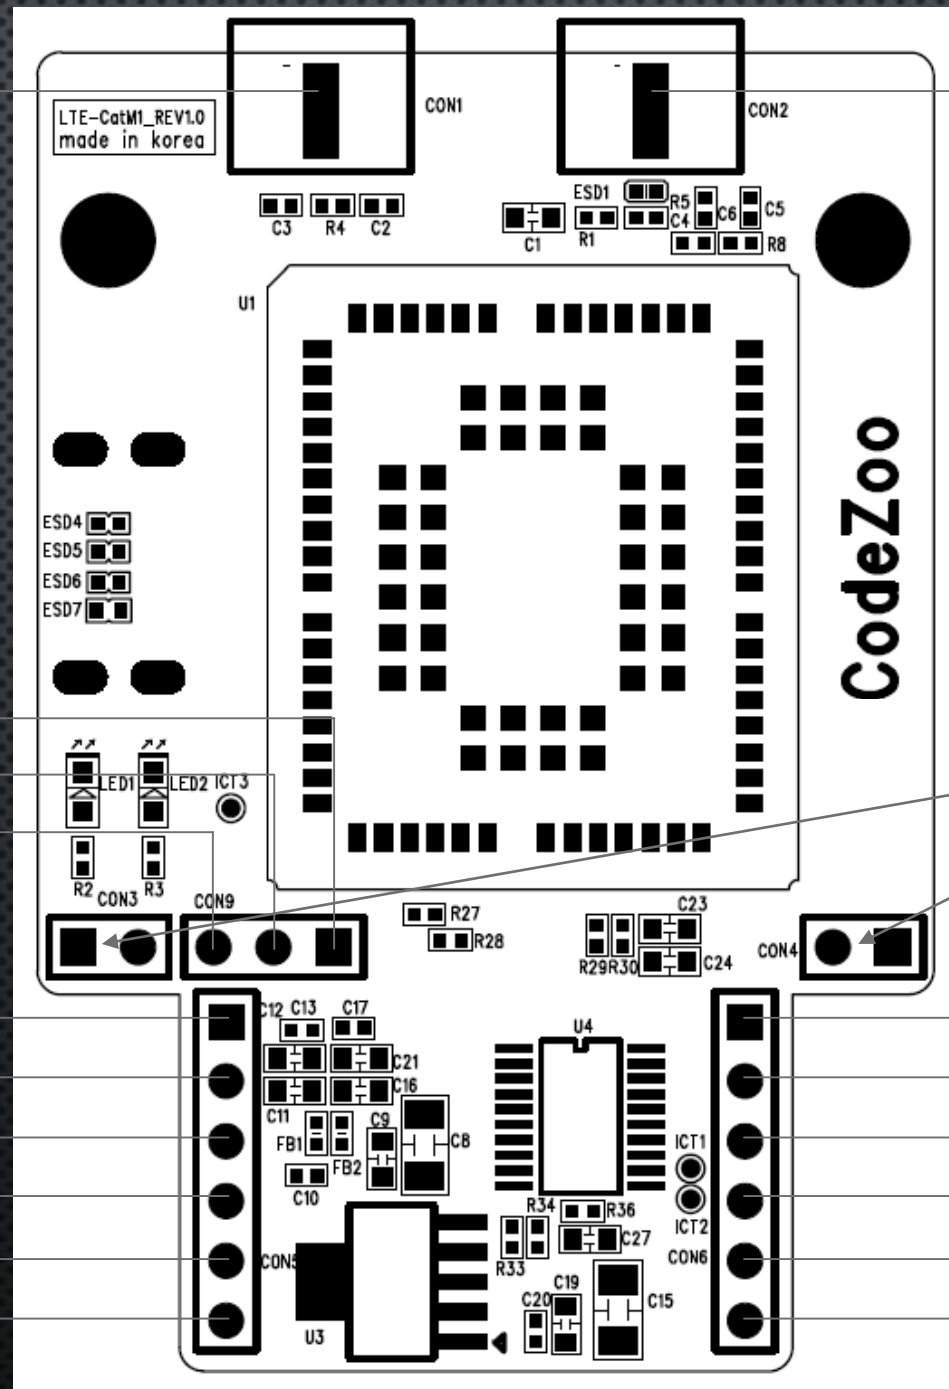 CON1
CON2
LTE-CatM1_REV1.0
made in korea
ESD1
R5
C3
R4
C2
C1
R1
C4
C6
C5
R8
U1
CodeZoo
ESD4
ESD5
ESD6
ESD7
LED1
LED2
ICT3
R2
R3
CON3
CON9
R27
R28
C23
R29
R30
C24
CON4
C12
C13
C17
U4
C21
C16
C11
C9
FB1
FB2
C8
ICT1
C10
R34
R36
ICT2
C27
CON5
R33
CON6
C20
C19
C15
U3